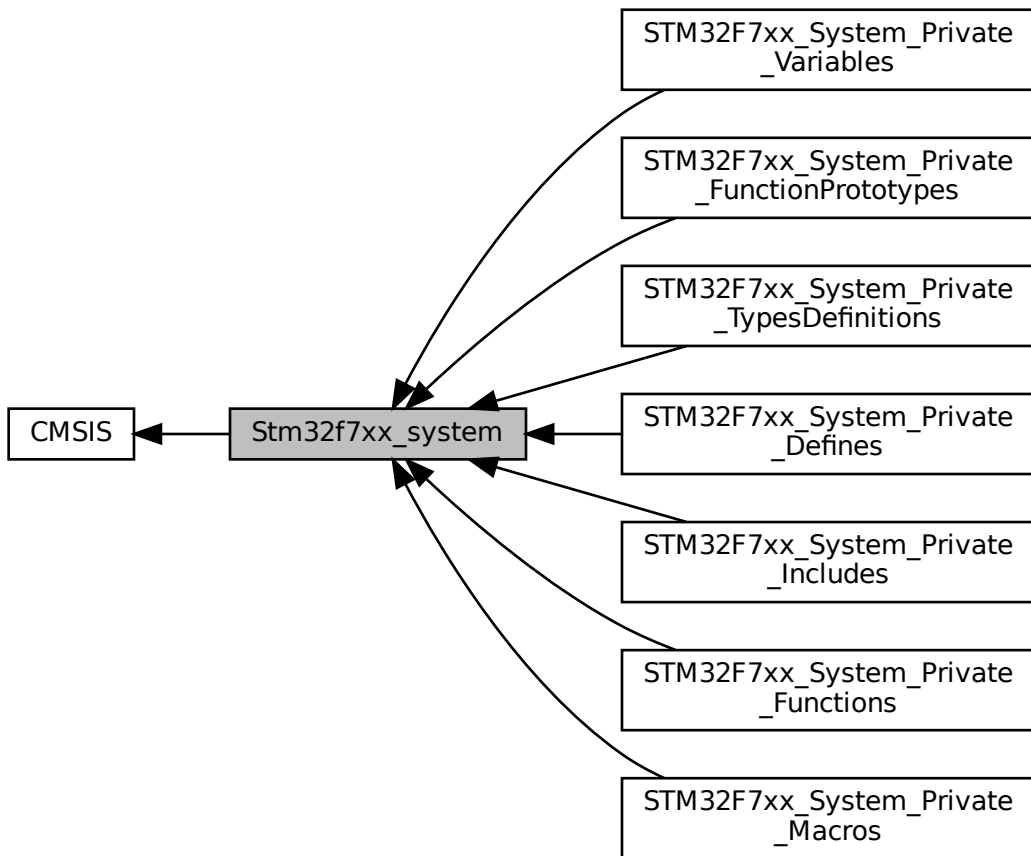 STM32F7xx_System_Private
_Variables
STM32F7xx_System_Private
_FunctionPrototypes
STM32F7xx_System_Private
_TypesDefinitions
CMSIS
Stm32f7xx_system
STM32F7xx_System_Private
_Defines
STM32F7xx_System_Private
_Includes
STM32F7xx_System_Private
_Functions
STM32F7xx_System_Private
_Macros